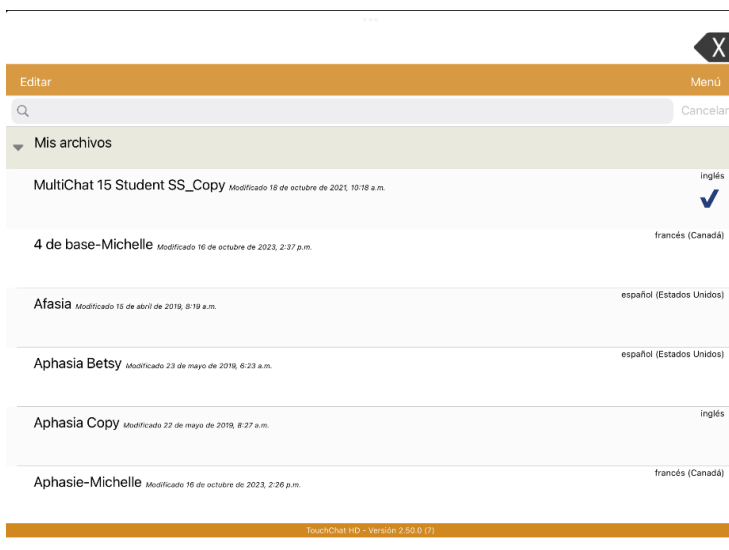 X
Editar Menú
Cancelar
Mis archivos
inglés
MultiChat 15 Student SS_Copy Modificado 18 de octubre de 2021, 10:18 a.m.
francés (Canadá)
4 de base-Michelle Modificado 16 de octubre de 2023, 2:37 p.m.
español (Estados Unidos)
Afasia Modificado 15 de abril de 2019, 8:19 a.m.
español (Estados Unidos)
Aphasia Betsy Modificado 23 de mayo de 2019, 6:23 a.m.
inglés
Aphasia Copy Modificado 22 de mayo de 2019, 8:27 a.m.
francés (Canadá)
Aphasie-Michelle Modificado 16 de octubre de 2023, 2:26 p.m.
TouchChat HD - Versión 2.50.0 (7)